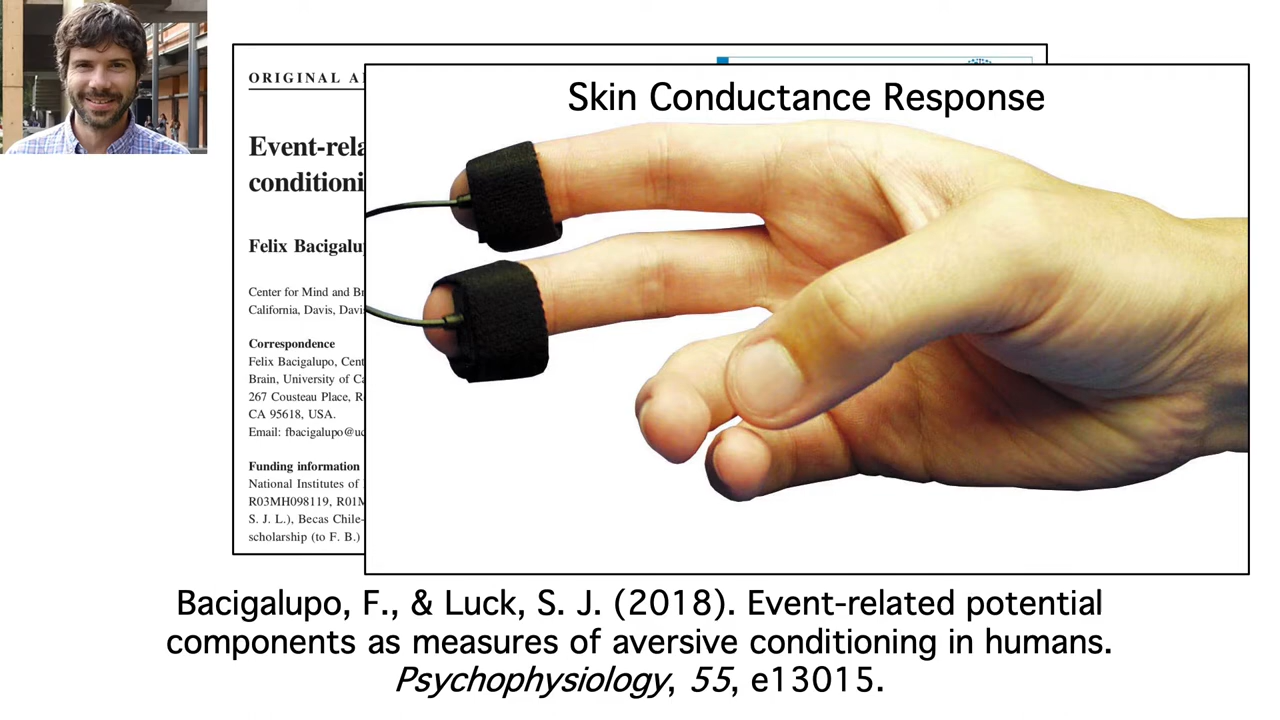 Skin Conductance Response
ORIGINAL
Event-rela
conditioni
Felix Bacigalu
Center for Mind and Br
California, Davis, Davi
Correspondence
Felix Bacigalupo, Cent
Brain, University of Ca
267 Cousteau Place, R
CA 95618, USA.
Email: fbacigalupo@uc
Funding information
National Institutes of
R03MH098119, R01M
S. J. L.), Becas Chile-
scholarship (to F. B.)
Bacigalupo, F., & Luck, S. J. (2018). Event-related potential
components as measures of aversive conditioning in humans.
Psychophysiology, 55, e13015.